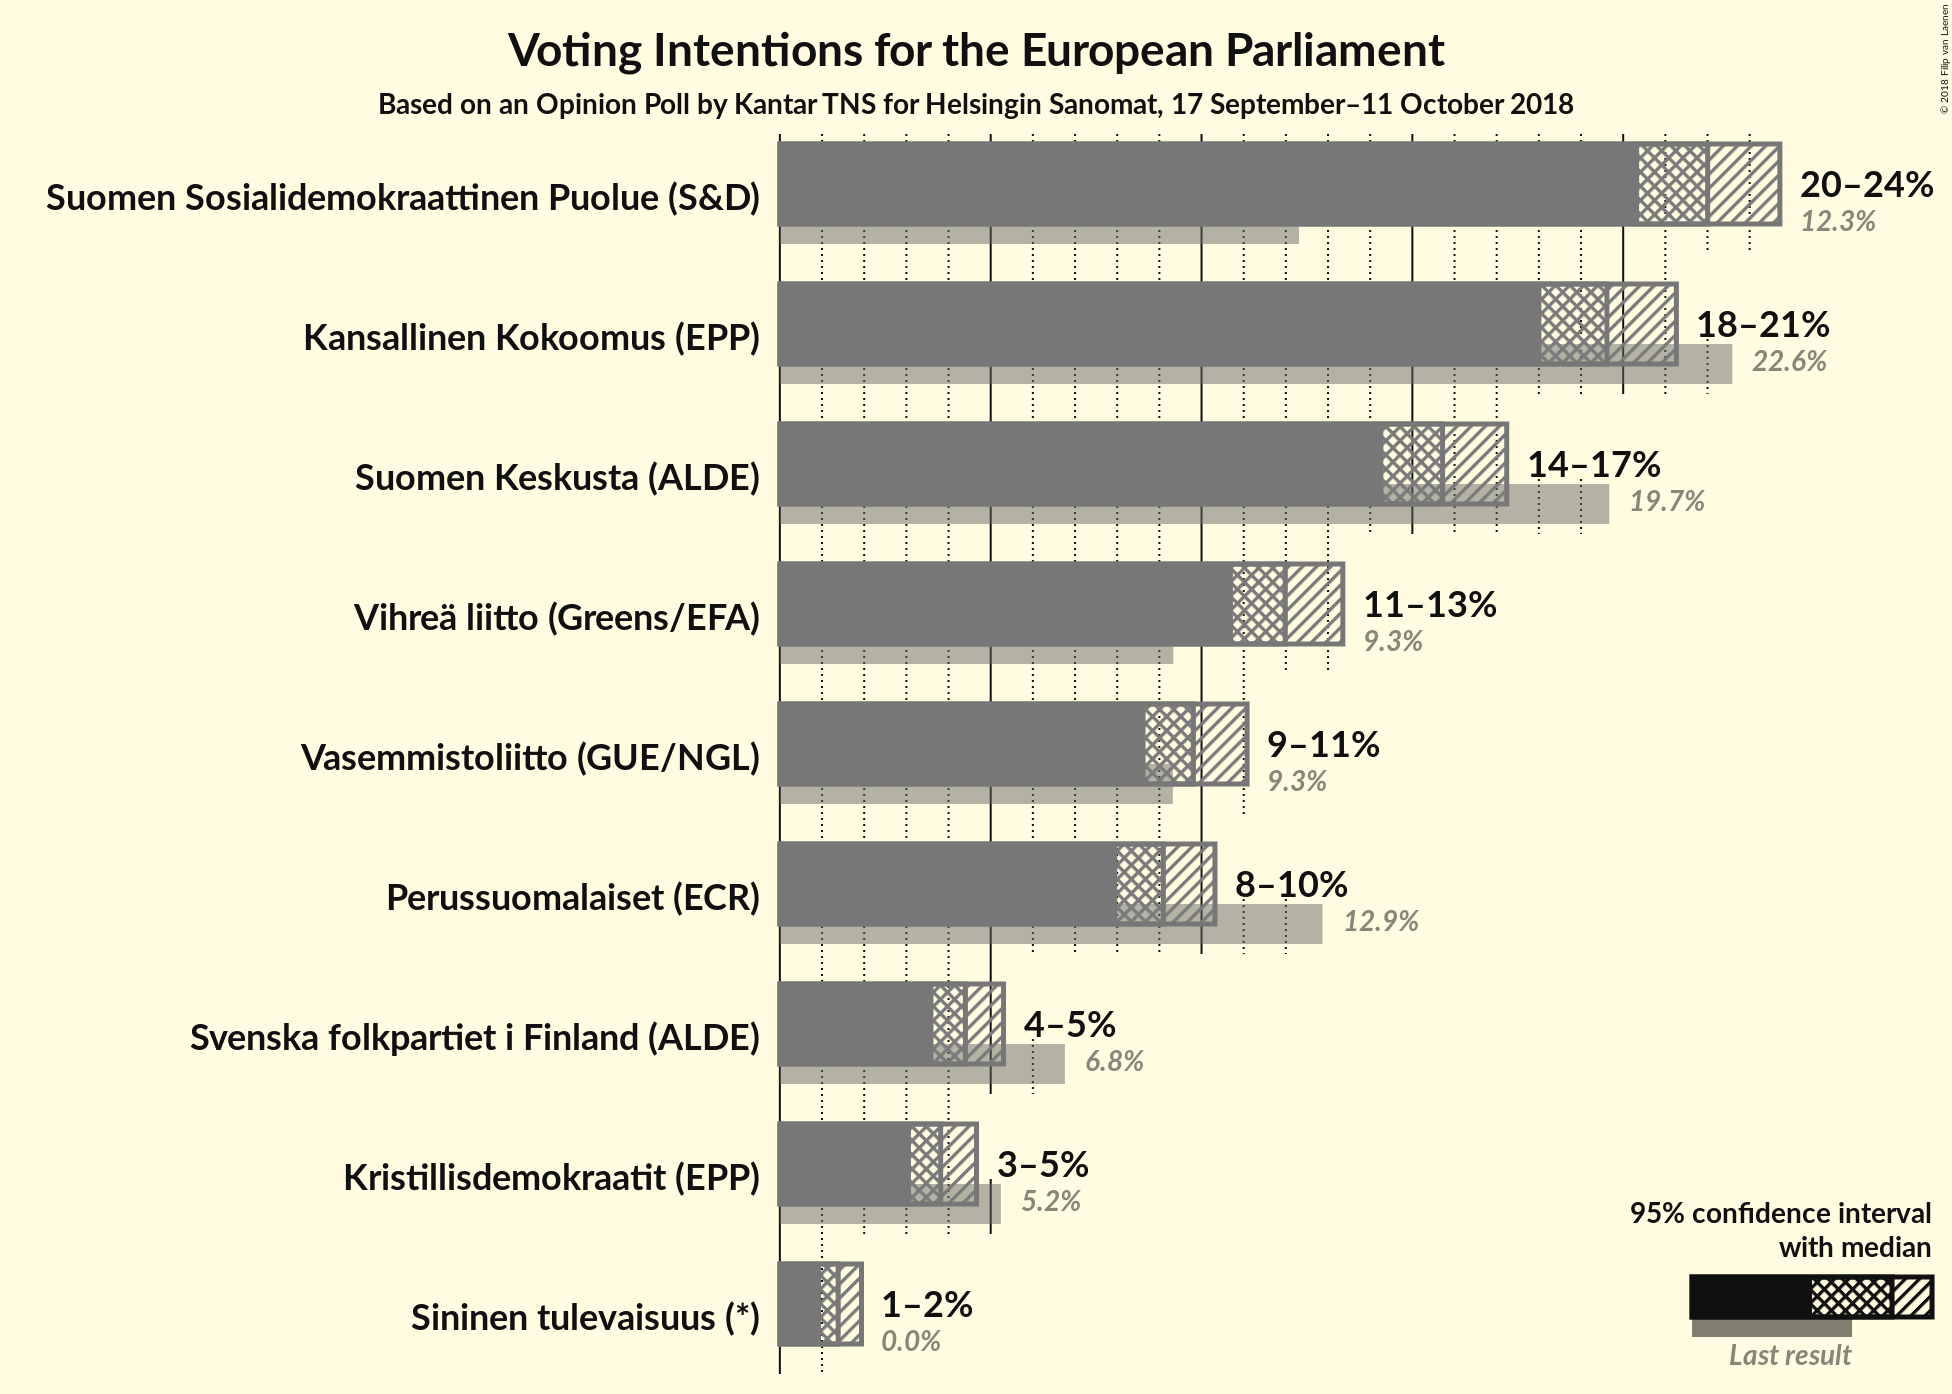 Voting Intentions for the European Parliament
Based on an Opinion Poll by Kantar TNS for Helsingin Sanomat, 17 September–11 October 2018
© 2018 Filip van Laenen
Suomen Sosialidemokraattinen Puolue (S&D)
20–24%
12.3%
Kansallinen Kokoomus (EPP)
18–21%
22.6%
Suomen Keskusta (ALDE)
14–17%
19.7%
Vihreä liitto (Greens/EFA)
11–13%
9.3%
Vasemmistoliitto (GUE/NGL)
9–11%
9.3%
Perussuomalaiset (ECR)
8–10%
12.9%
Svenska folkpartiet i Finland (ALDE)
4–5%
6.8%
Kristillisdemokraatit (EPP)
3–5%
5.2%
Sininen tulevaisuus (*)
1–2%
0.0%
95% confidence interval
with median
Last result